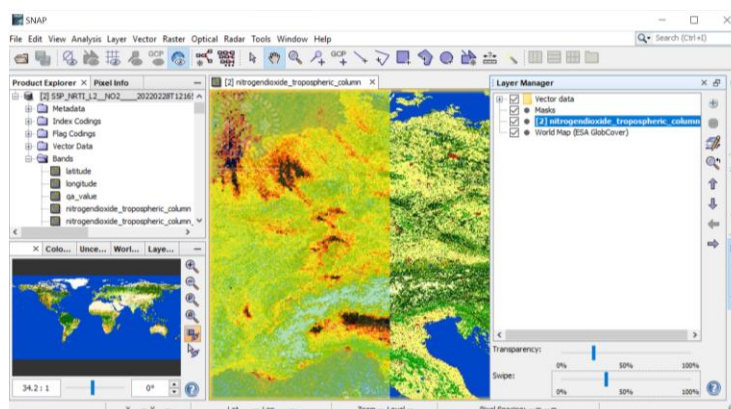 SNAP
File Edit View Analysis Layer Vector Raster Optical Radar Tools Window Help
Search (Ctrl+I)
GCP GCP
Product Explorer × Pixel Info
[2] nitrogendioxide_tropospheric_column ×
Layer Manager
[2] S5P_NRTI_L2__NO2____20220228T1216
Metadata
Index Codings
Flag Codings
Vector Data
Bands
latitude
longitude
qa_value
nitrogendioxide_tropospheric_column
nitrogendioxide_tropospheric_column_
Vector data
Masks
[2] nitrogendioxide_tropospheric_column
World Map (ESA GlobCover)
× Colo... Unce... Worl... Laye...
34.2 : 1
0°
Transparency:
0% 50% 100%
Swipe:
0% 50% 100%